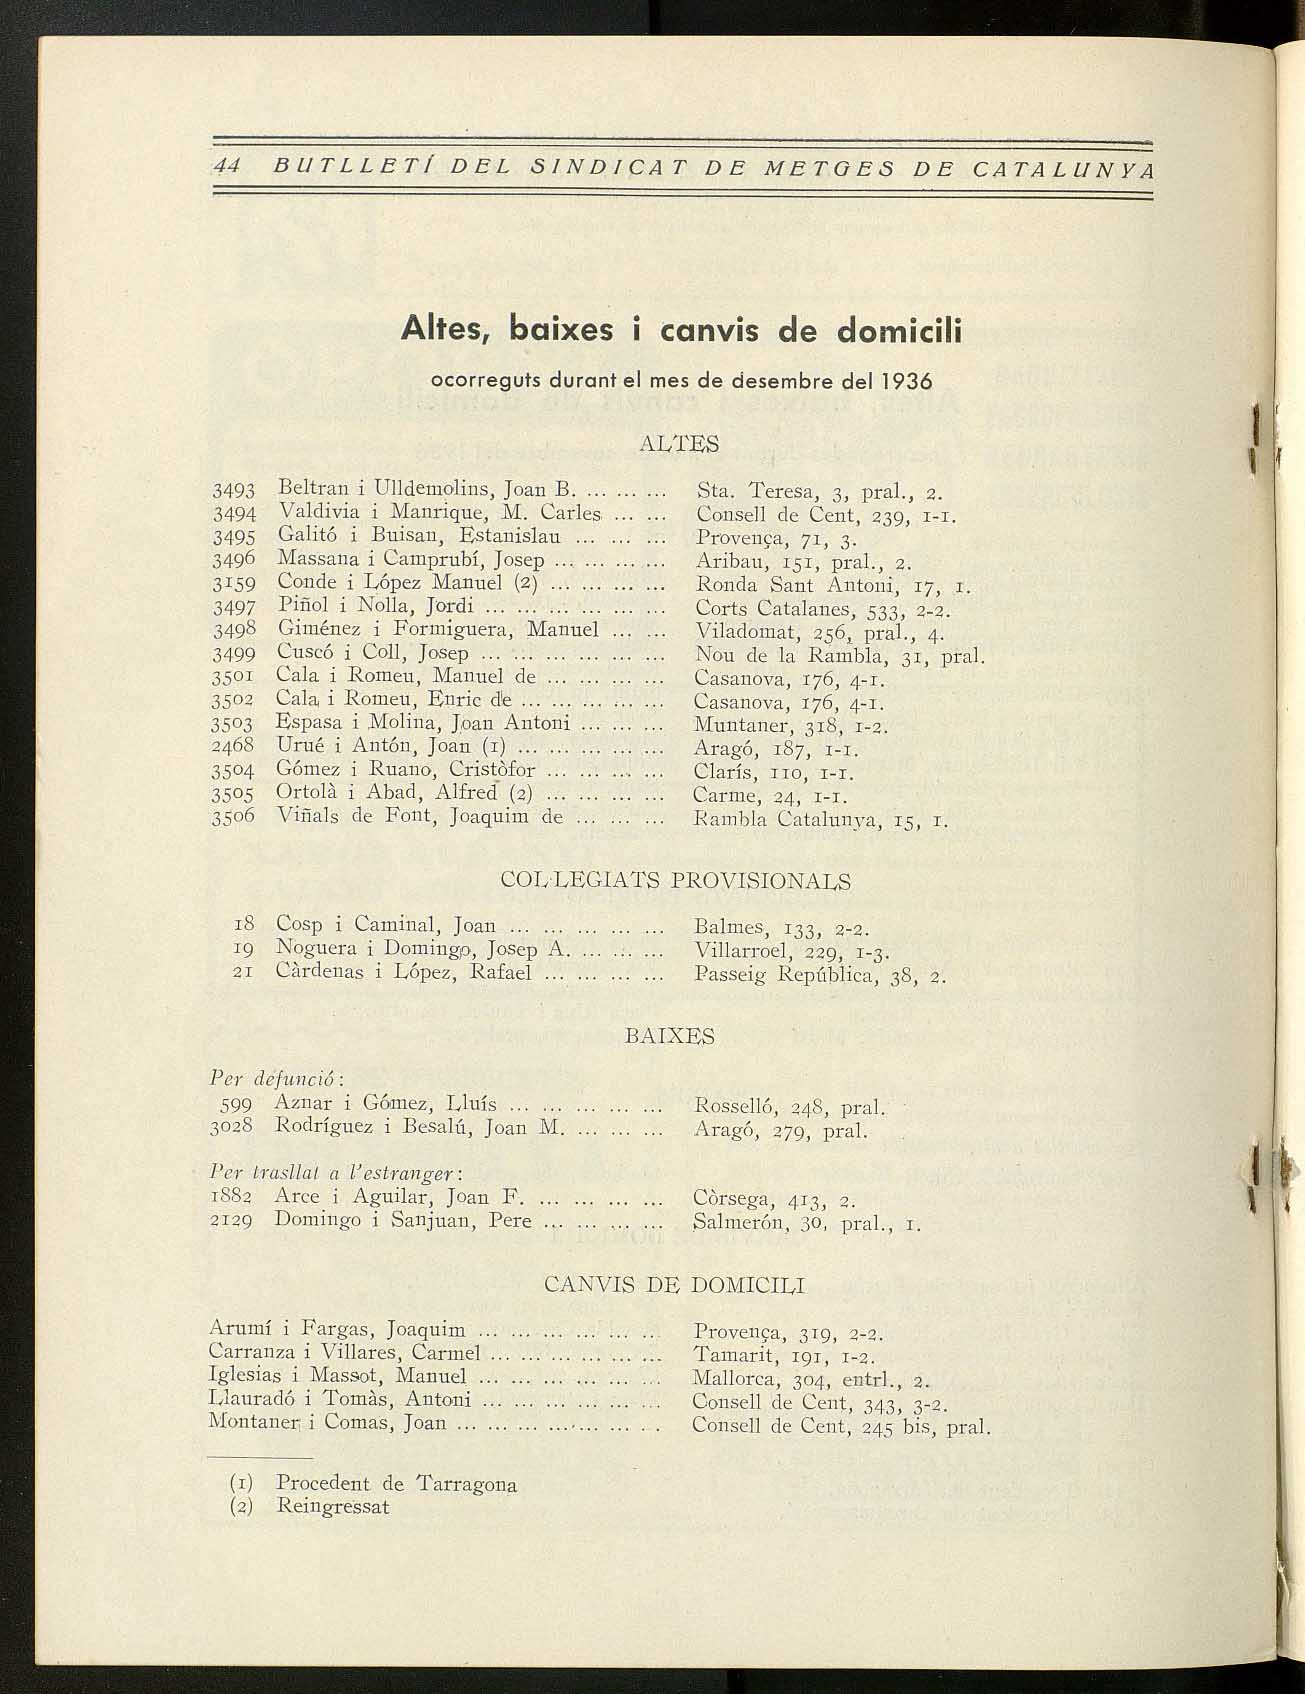 44 BUTLLETÍ DEL SINDICAT DE METGES DE CATALUNYA
Altes, baixes i canvis de domicili
ocorreguts durant el mes de desembre del 1936
ALTES
3493 Beltran i Ulldemolins, Joan B. ... ... ... Sta. Teresa, 3, pral., 2.
3494 Valdivia i Manrique, M. Carles ... ... Consell de Cent, 239, 1-1.
3495 Galitó i Buisan, Estanislau ... ... ... Provença, 71, 3.
3496 Massana i Camprubí, Josep ... ... ... ... Aribau, 151, pral., 2.
3159 Conde i López Manuel (2) ... ... ... ... Ronda Sant Antoni, 17, 1.
3497 Piñol i Nolla, Jordi ... ... ... ... ... ... Corts Catalanes, 533, 2-2.
3498 Giménez i Formiguera, Manuel ... ... Viladomat, 256, pral., 4.
3499 Cuscó i Coll, Josep ... ... ... ... ... ... Nou de la Rambla, 31, pral.
3501 Cala i Romeu, Manuel de ... ... ... ... Casanova, 176, 4-1.
3502 Cala i Romeu, Enric de ... ... ... ... ... Casanova, 176, 4-1.
3503 Espasa i Molina, Joan Antoni ... ... ... Muntaner, 318, 1-2.
2468 Urué i Antón, Joan (1) ... ... ... ... ... Aragó, 187, 1-1.
3504 Gómez i Ruano, Cristòfor ... ... ... ... Clarís, 110, 1-1.
3505 Ortolà i Abad, Alfred (2) ... ... ... ... Carme, 24, 1-1.
3506 Viñals de Font, Joaquim de ... ... ... Rambla Catalunya, 15, 1.
COL·LEGIATS PROVISIONALS
18 Cosp i Caminal, Joan ... ... ... ... ... Balmes, 133, 2-2.
19 Noguera i Domingo, Josep A. ... ... ... Villarroel, 229, 1-3.
21 Càrdenas i López, Rafael ... ... ... ... Passeig República, 38, 2.
BAIXES
Per defunció:
599 Aznar i Gómez, Lluís ... ... ... ... ... Rosselló, 248, pral.
3028 Rodríguez i Besalú, Joan M. ... ... ... Aragó, 279, pral.
Per trasllat a l'estranger:
1882 Arce i Aguilar, Joan F. ... ... ... ... Còrsega, 413, 2.
2129 Domingo i Sanjuan, Pere ... ... ... ... Salmerón, 30, pral., 1.
CANVIS DE DOMICILI
Arumí i Fargas, Joaquim ... ... ... ... ... ... Provença, 319, 2-2.
Carranza i Villares, Carmel ... ... ... ... ... ... Tamarit, 191, 1-2.
Iglesias i Massot, Manuel ... ... ... ... ... ... Mallorca, 304, entrl., 2.
Llauradó i Tomàs, Antoni ... ... ... ... ... ... Consell de Cent, 343, 3-2.
Montaner i Comas, Joan ... ... ... ... ... ... ... Consell de Cent, 245 bis, pral.
(1) Procedent de Tarragona
(2) Reingressat